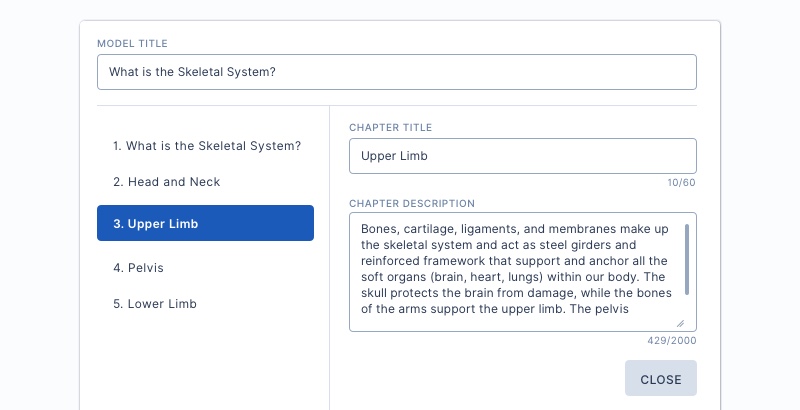 MODEL TITLE
What is the Skeletal System?
1. What is the Skeletal System?
2. Head and Neck
3. Upper Limb
4. Pelvis
5. Lower Limb
CHAPTER TITLE
Upper Limb
10/60
CHAPTER DESCRIPTION
Bones, cartilage, ligaments, and membranes make up
the skeletal system and act as steel girders and
reinforced framework that support and anchor all the
soft organs (brain, heart, lungs) within our body. The
skull protects the brain from damage, while the bones
of the arms support the upper limb. The pelvis
429/2000
CLOSE